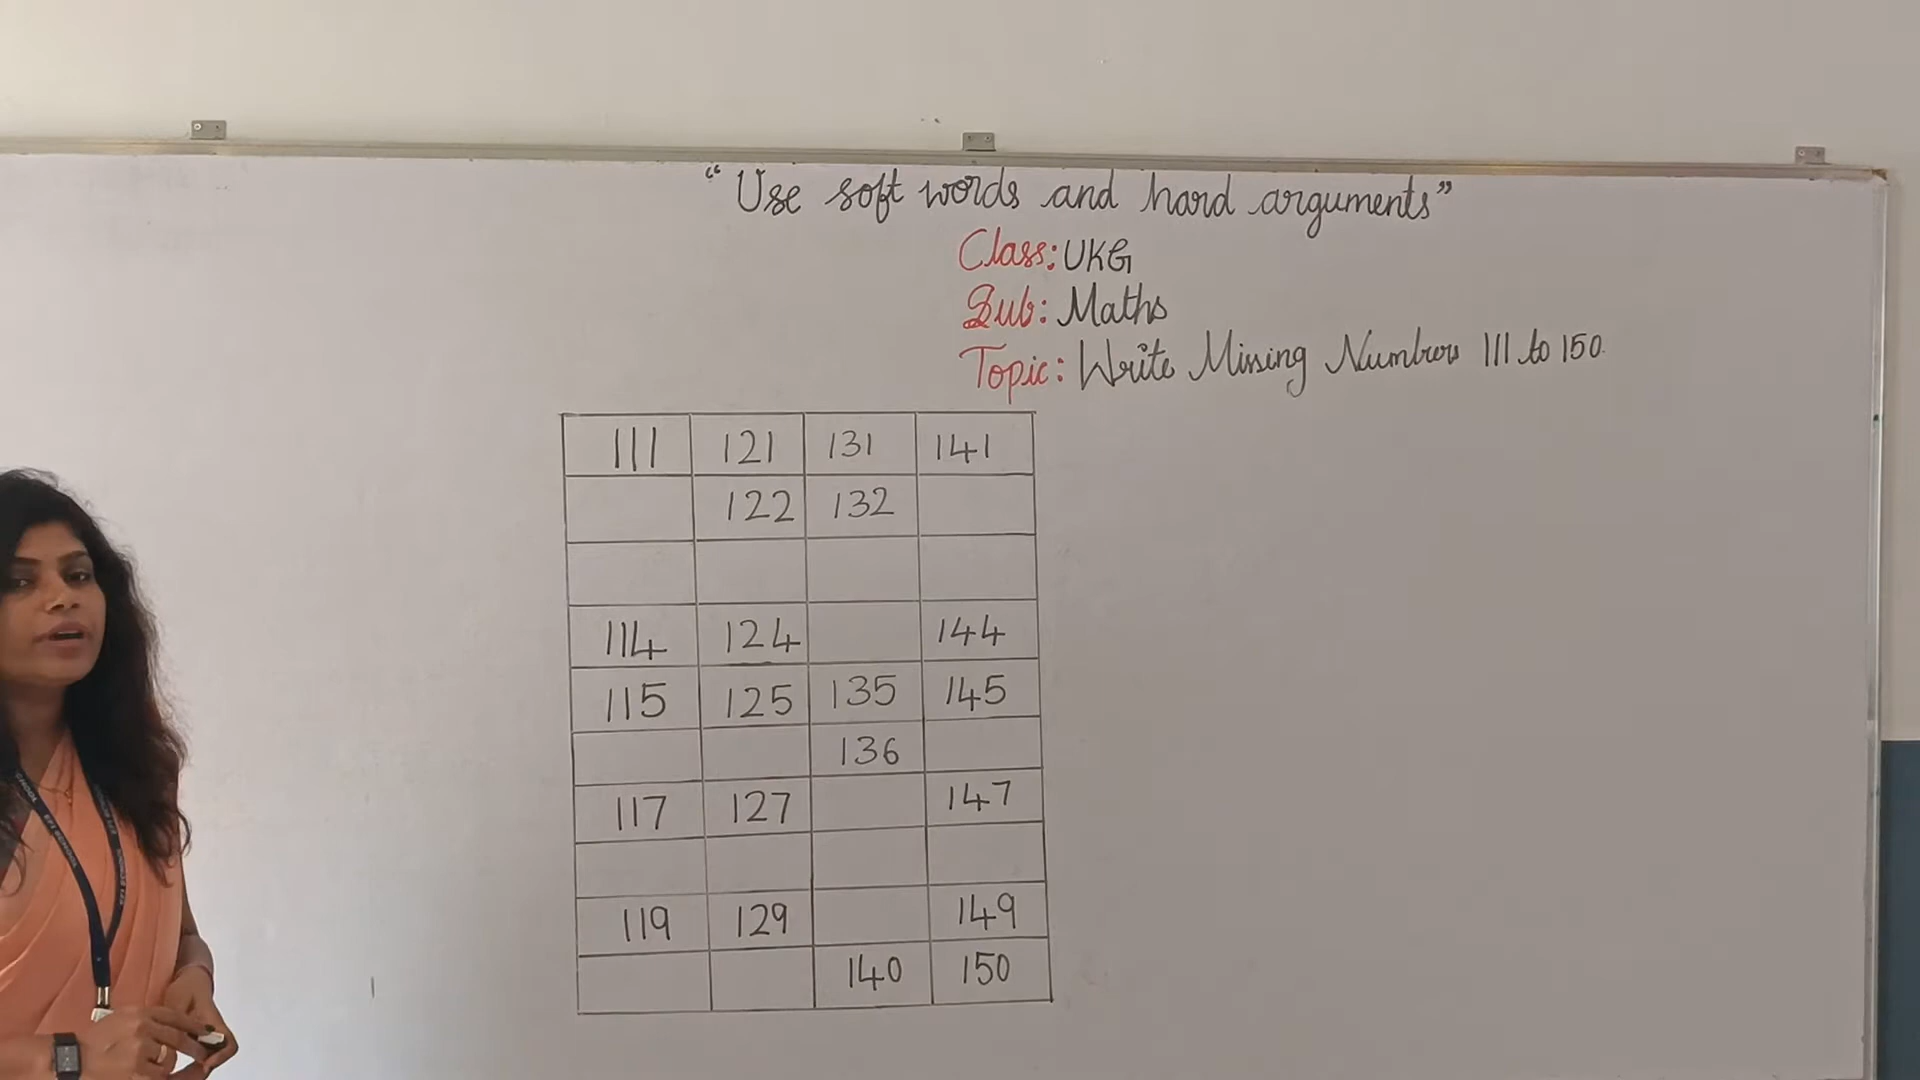 "Use soft words and hard arguments"
Class: UKG
Sub: Maths
Topic: Write Missing Numbers 111 to 150.
111 121 131 141
122 132
114 124 144
115 125 135 145
136
117 127 147
119 129 149
140 150